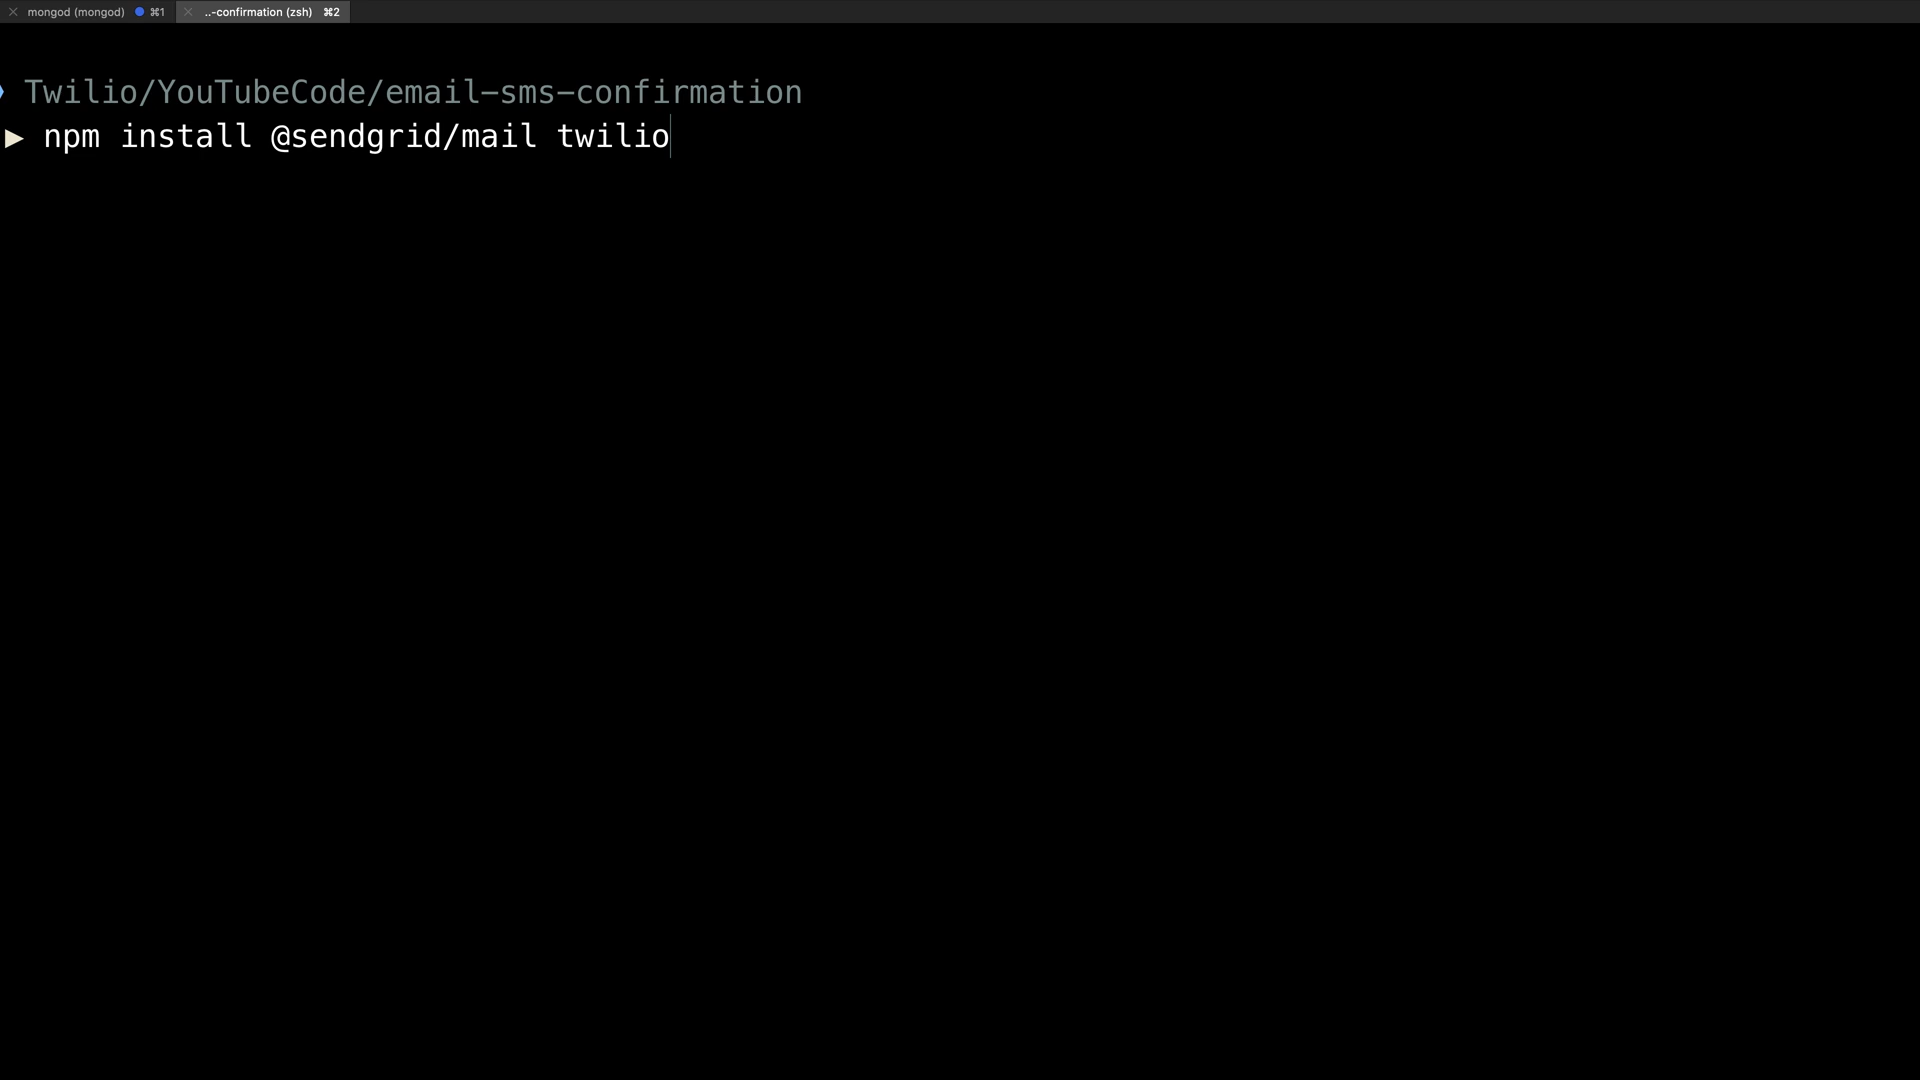 mongod (mongod) ⌘1 ..-confirmation (zsh) ⌘2
Twilio/YouTubeCode/email-sms-confirmation
▶ npm install @sendgrid/mail twilio